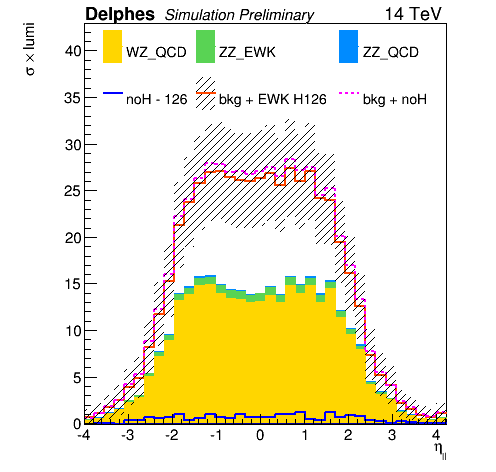 Delphes Simulation Preliminary 14 TeV
σ × lumi
WZ_QCD ZZ_EWK ZZ_QCD
noH - 126 bkg + EWK H126 bkg + noH
40
35
30
25
20
15
10
5
0
-4 -3 -2 -1 0 1 2 3 4
η||